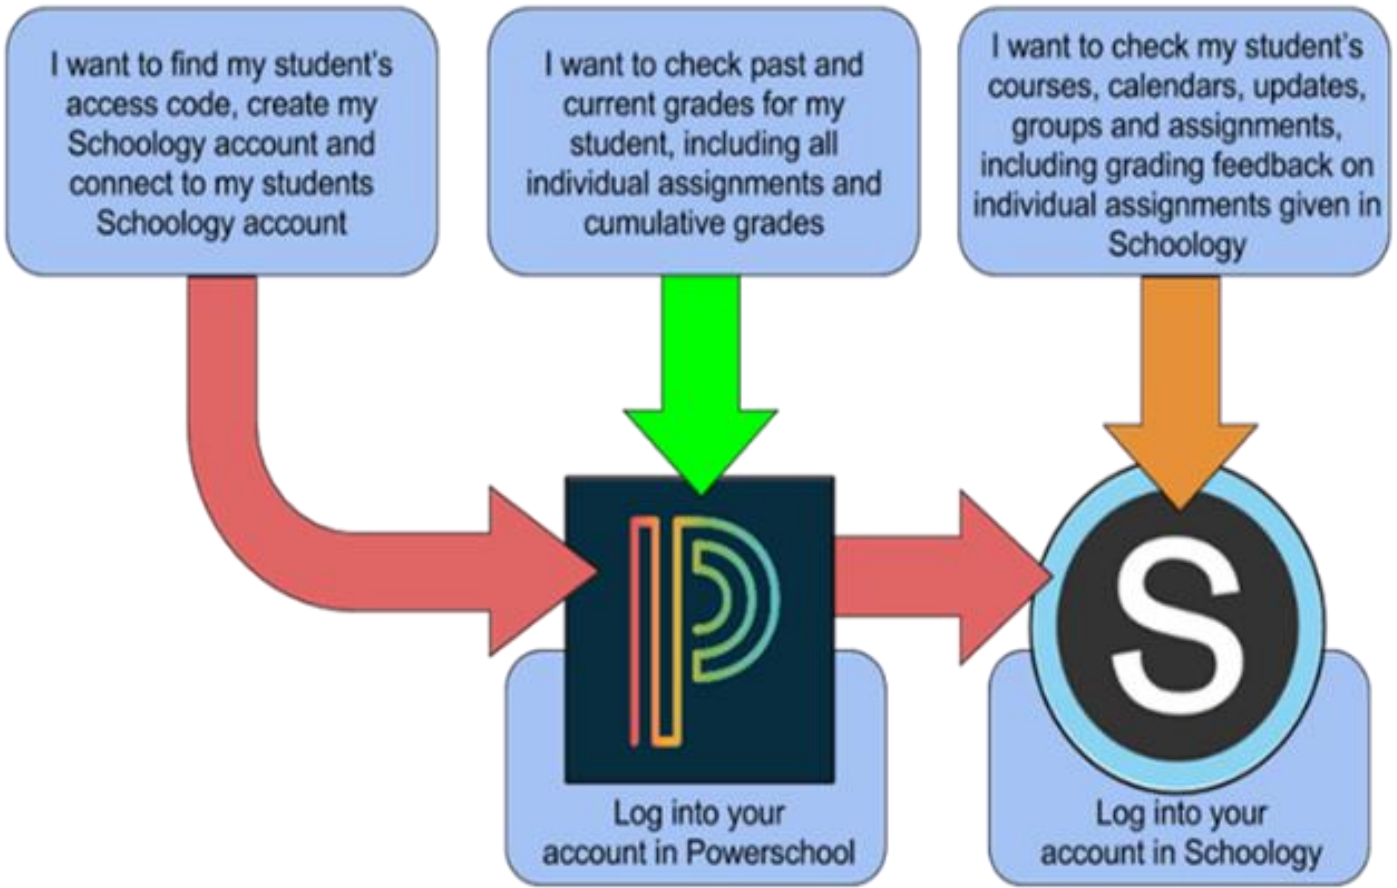 I want to find my student's
access code, create my
Schoology account and
connect to my students
Schoology account
I want to check past and
current grades for my
student, including all
individual assignments and
cumulative grades
I want to check my student's
courses, calendars, updates,
groups and assignments,
including grading feedback on
individual assignments given in
Schoology
P
S
Log into your
account in Powerschool
Log into your
account in Schoology